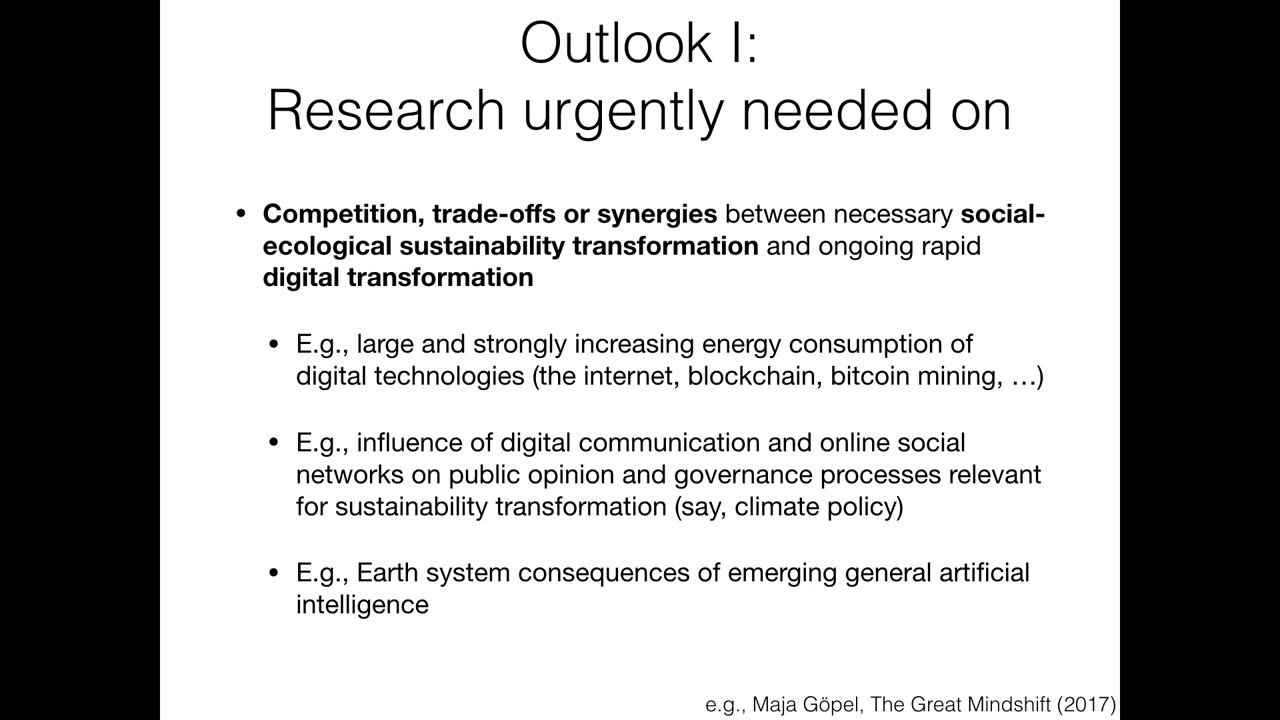 Outlook I:
Research urgently needed on
• Competition, trade-offs or synergies between necessary social-
ecological sustainability transformation and ongoing rapid
digital transformation
• E.g., large and strongly increasing energy consumption of
digital technologies (the internet, blockchain, bitcoin mining, …)
• E.g., influence of digital communication and online social
networks on public opinion and governance processes relevant
for sustainability transformation (say, climate policy)
• E.g., Earth system consequences of emerging general artificial
intelligence
e.g., Maja Göpel, The Great Mindshift (2017)